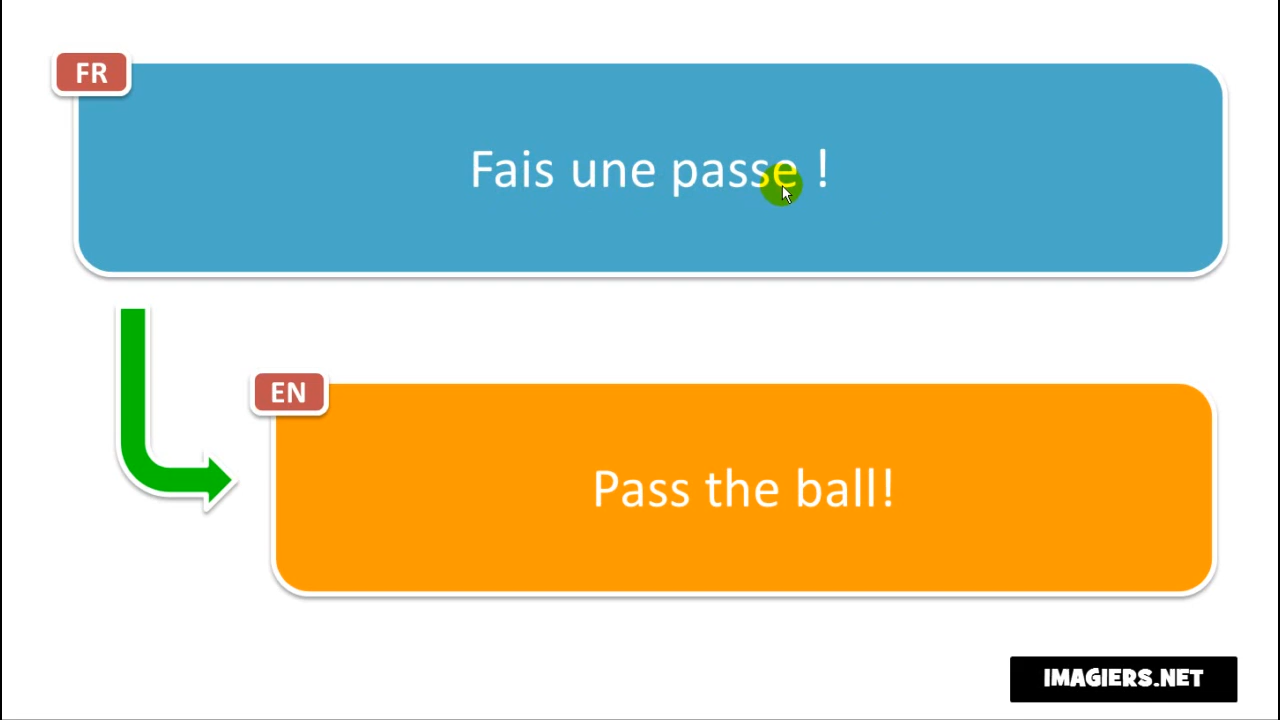 FR
Fais une passe !
EN
Pass the ball!
IMAGIERS.NET